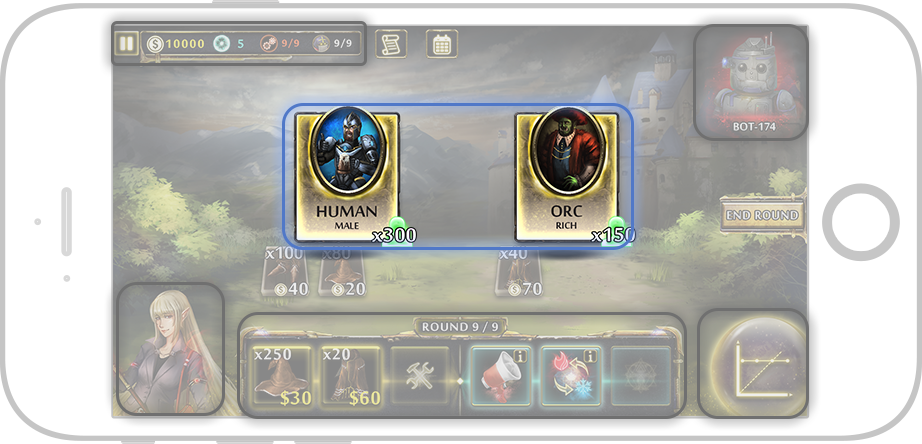 10000
5
9/9
9/9
BOT-174
HUMAN
MALE
x300
ORC
RICH
x150
END ROUND
x100
40
x80
20
x40
70
ROUND 9 / 9
x250
$30
x20
$60
i
i